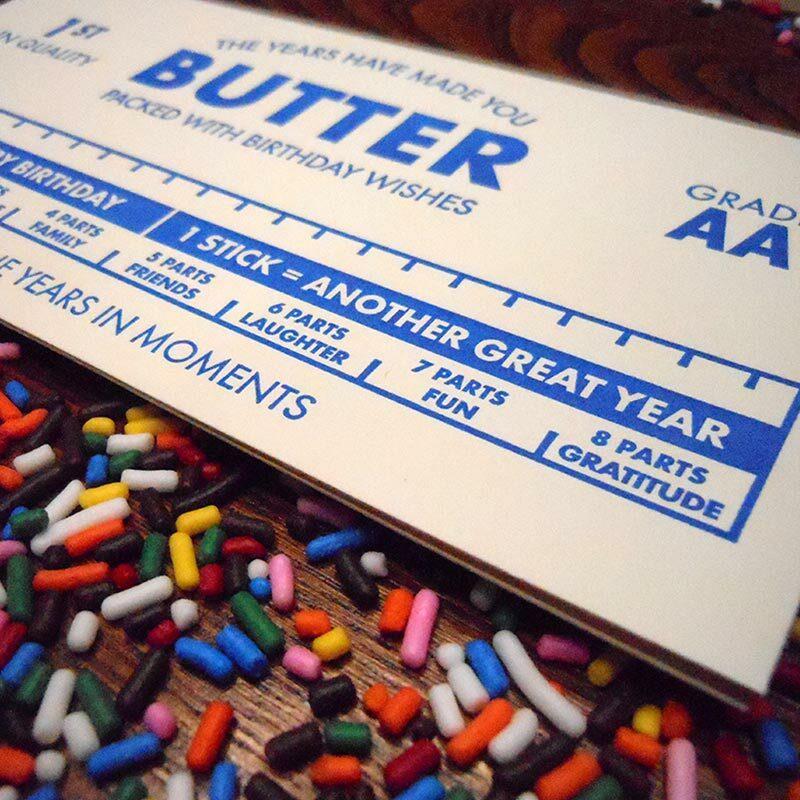 1ST
IN QUALITY
THE YEARS HAVE MADE YOU
BUTTER
PACKED WITH BIRTHDAY WISHES
GRADE
AA
BIRTHDAY
1 STICK = ANOTHER GREAT YEAR
4 PARTS
FAMILY
5 PARTS
FRIENDS
6 PARTS
LAUGHTER
7 PARTS
FUN
8 PARTS
GRATITUDE
YEARS IN MOMENTS